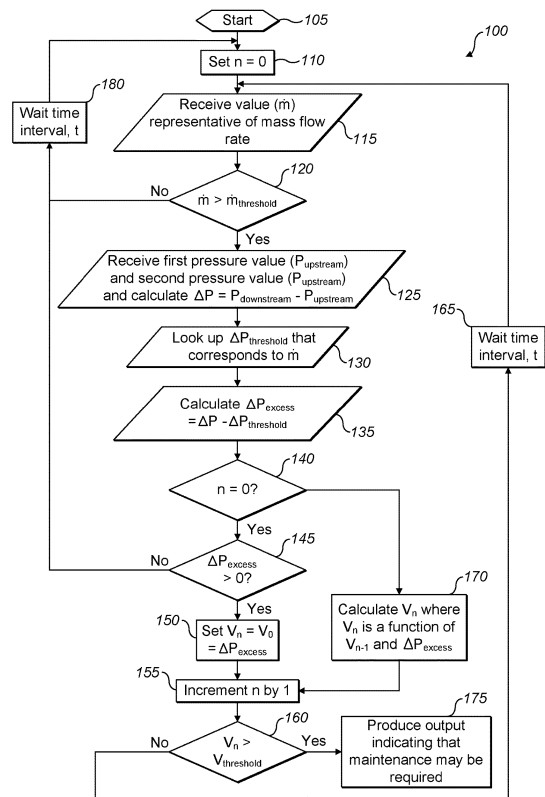 Start
105
100
Set n = 0
110
180
Wait time
interval, t
Receive value (ṁ)
representative of mass flow
rate
115
120
No
ṁ > ṁthreshold
Yes
Receive first pressure value (Pupstream)
and second pressure value (Pupstream)
and calculate ΔP = Pdownstream - Pupstream
125
165
Wait time
interval, t
Look up ΔPthreshold that
corresponds to ṁ
130
Calculate ΔPexcess
= ΔP - ΔPthreshold
135
140
n = 0?
Yes
145
No
ΔPexcess
> 0?
Yes
150
Set Vn = V0
= ΔPexcess
170
Calculate Vn where
Vn is a function of
Vn-1 and ΔPexcess
155
Increment n by 1
160
No
Vn >
Vthreshold
Yes
175
Produce output
indicating that
maintenance may be
required